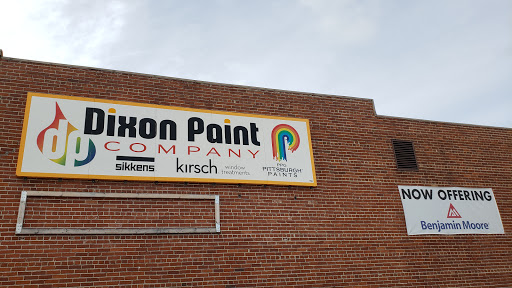 dp
Dixon Paint
COMPANY
sikkens
kirsch window treatments
PPG PITTSBURGH PAINTS
NOW OFFERING
Benjamin Moore